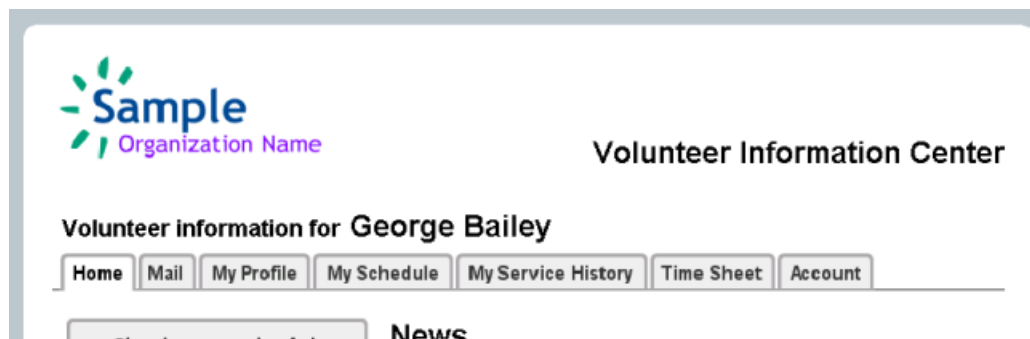 Sample
Organization Name
Volunteer Information Center
Volunteer information for George Bailey
Home Mail My Profile My Schedule My Service History Time Sheet Account
News